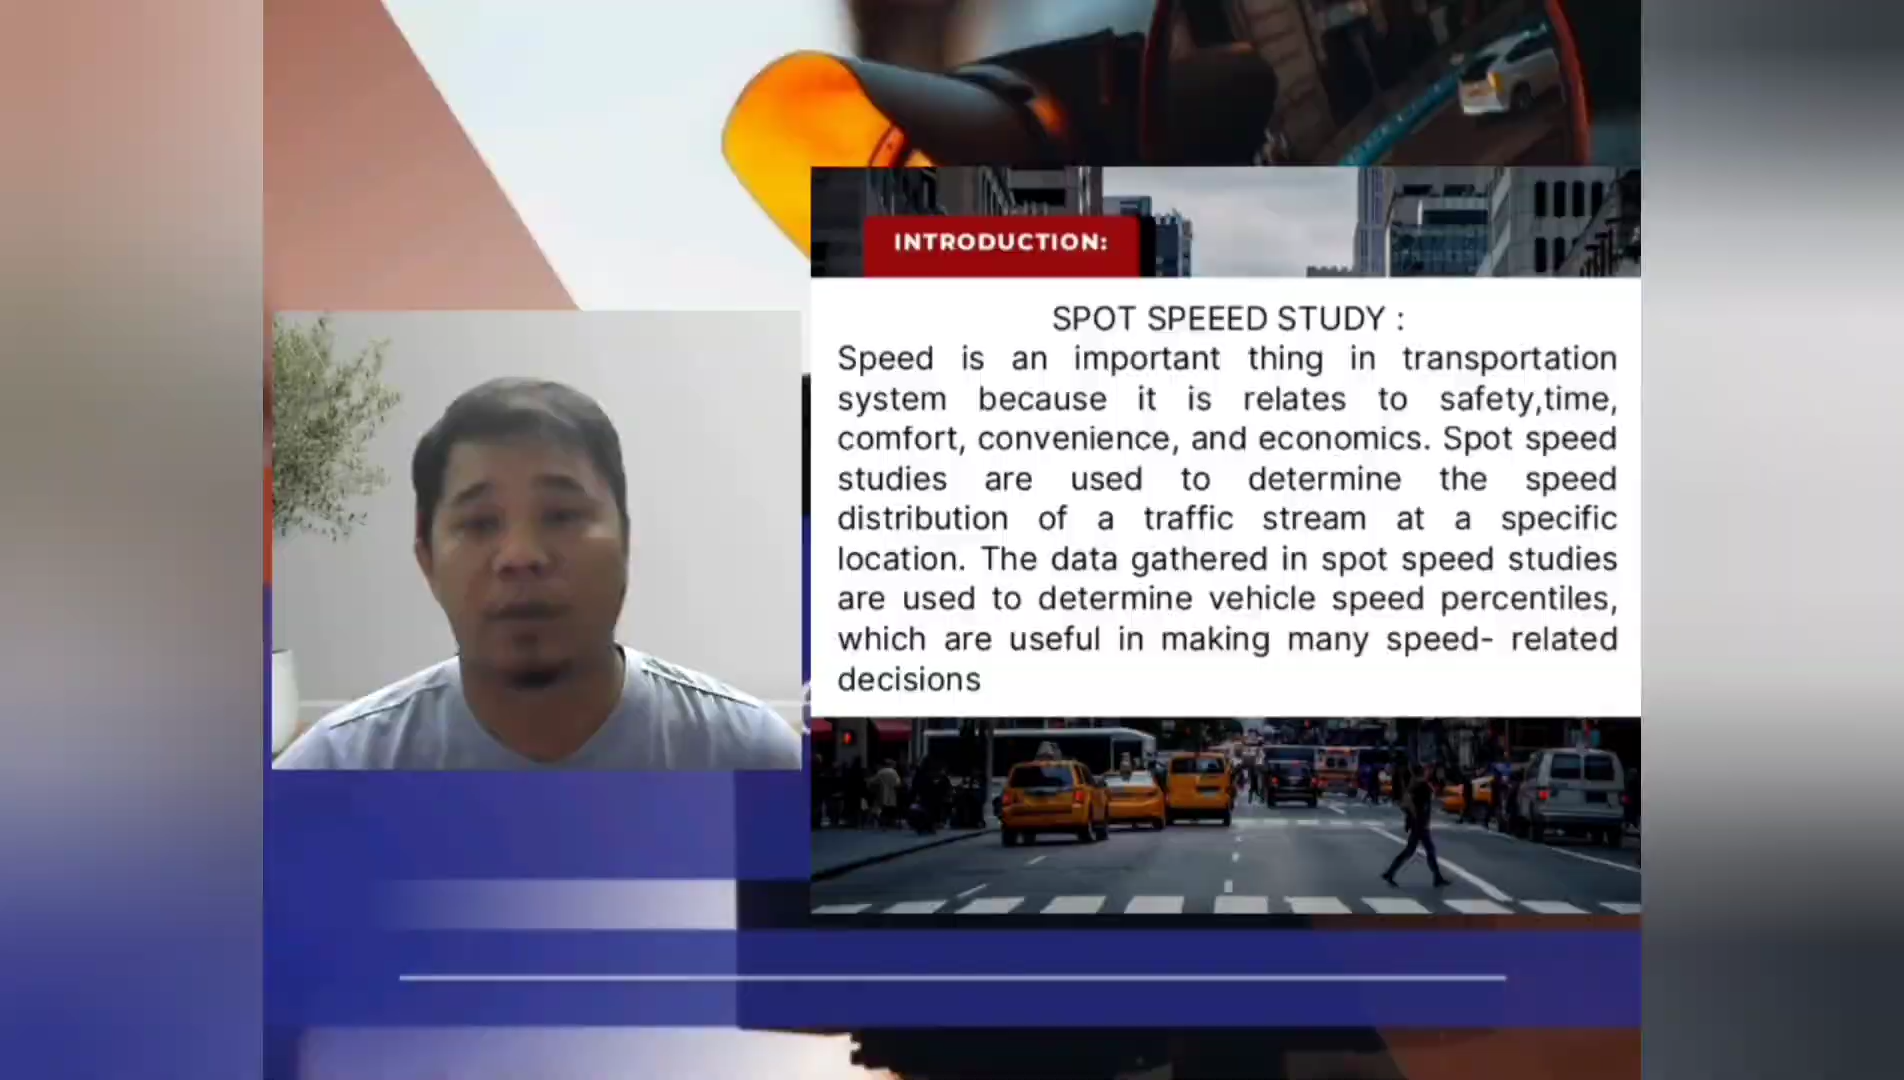 INTRODUCTION:
SPOT SPEEED STUDY :
Speed is an important thing in transportation
system because it is relates to safety,time,
comfort, convenience, and economics. Spot speed
studies are used to determine the speed
distribution of a traffic stream at a specific
location. The data gathered in spot speed studies
are used to determine vehicle speed percentiles,
which are useful in making many speed- related
decisions